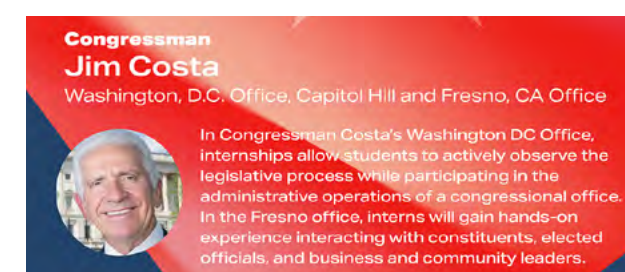 Congressman
Jim Costa
Washington, D.C. Office, Capitol Hill and Fresno, CA Office
In Congressman Costa's Washington DC Office,
internships allow students to actively observe the
legislative process while participating in the
administrative operations of a congressional office.
In the Fresno office, interns will gain hands-on
experience interacting with constituents, elected
officials, and business and community leaders.